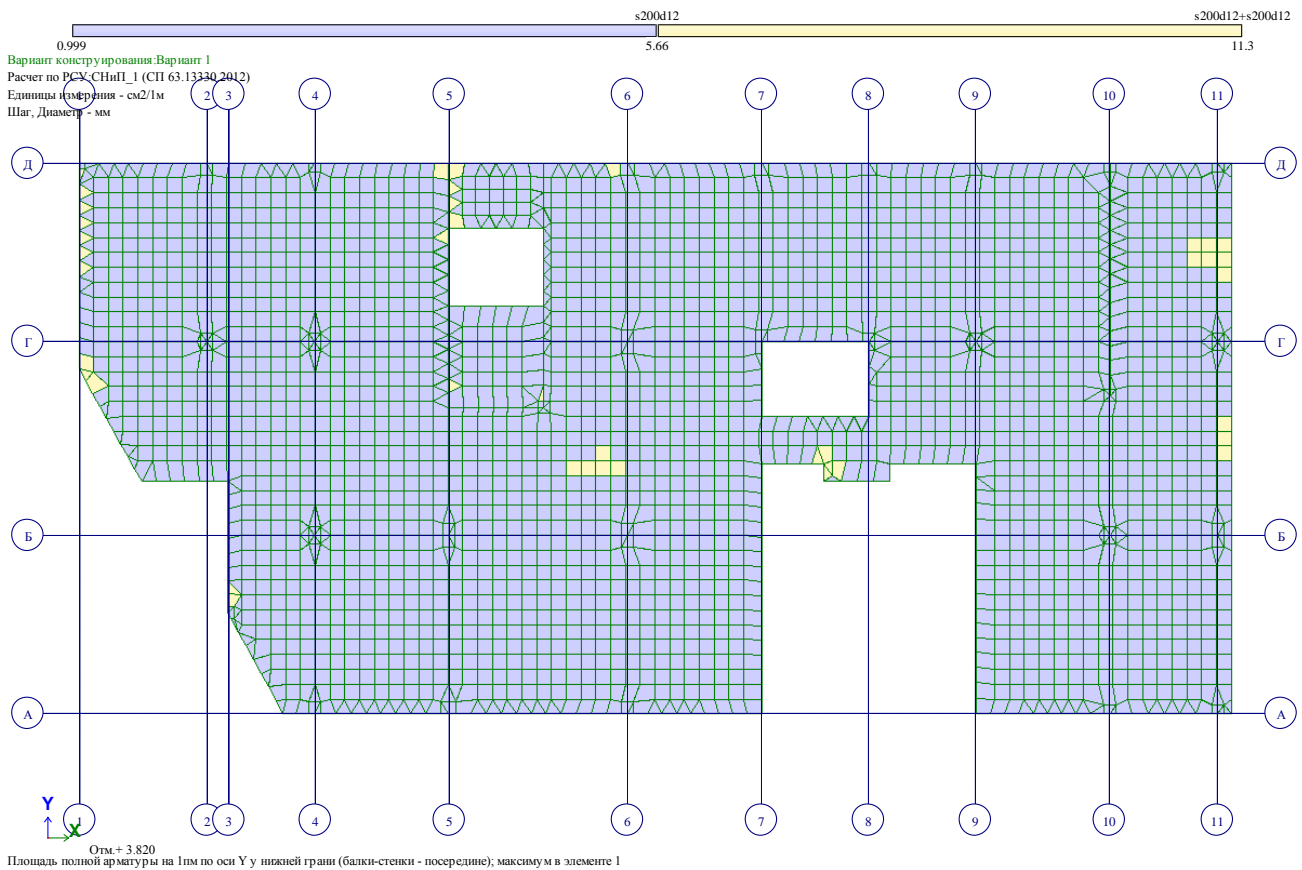 s200d12 s200d12+s200d12
0.999 5.66 11.3
Вариант конструирования:Вариант 1
Расчет по РСУ:СНиП_1 (СП 63.13330.2012)
Единицы измерения - см2/1м
Шаг, Диаметр - мм
1 2 3 4 5 6 7 8 9 10 11
Д Д
Г Г
Б Б
А А
Y
X
1 2 3 4 5 6 7 8 9 10 11
Отм.+ 3.820
Площадь полной арматуры на 1пм по оси Y у нижней грани (балки-стенки - посередине); максимум в элементе 1